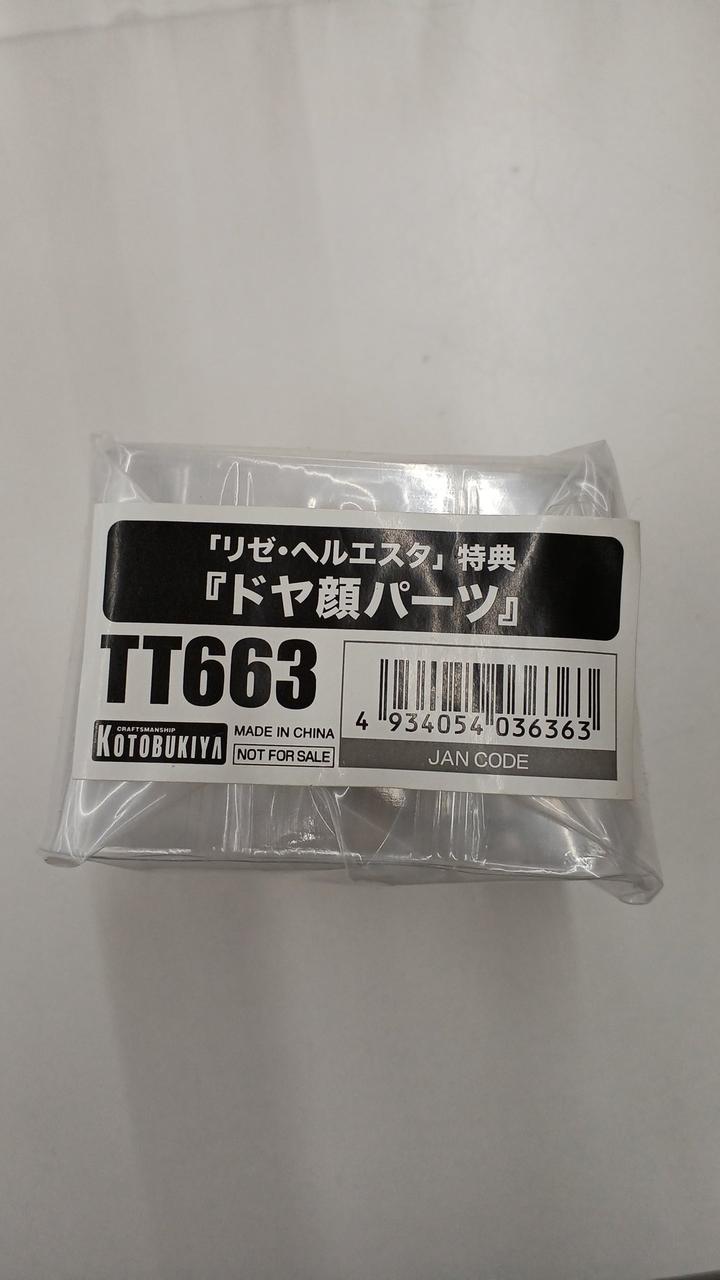 「リゼ・ヘルエスタ」特典
『ドヤ顔パーツ』
TT663
CRAFTSMANSHIP
KOTOBUKIYA
MADE IN CHINA
NOT FOR SALE
4 934054 036363
JAN CODE